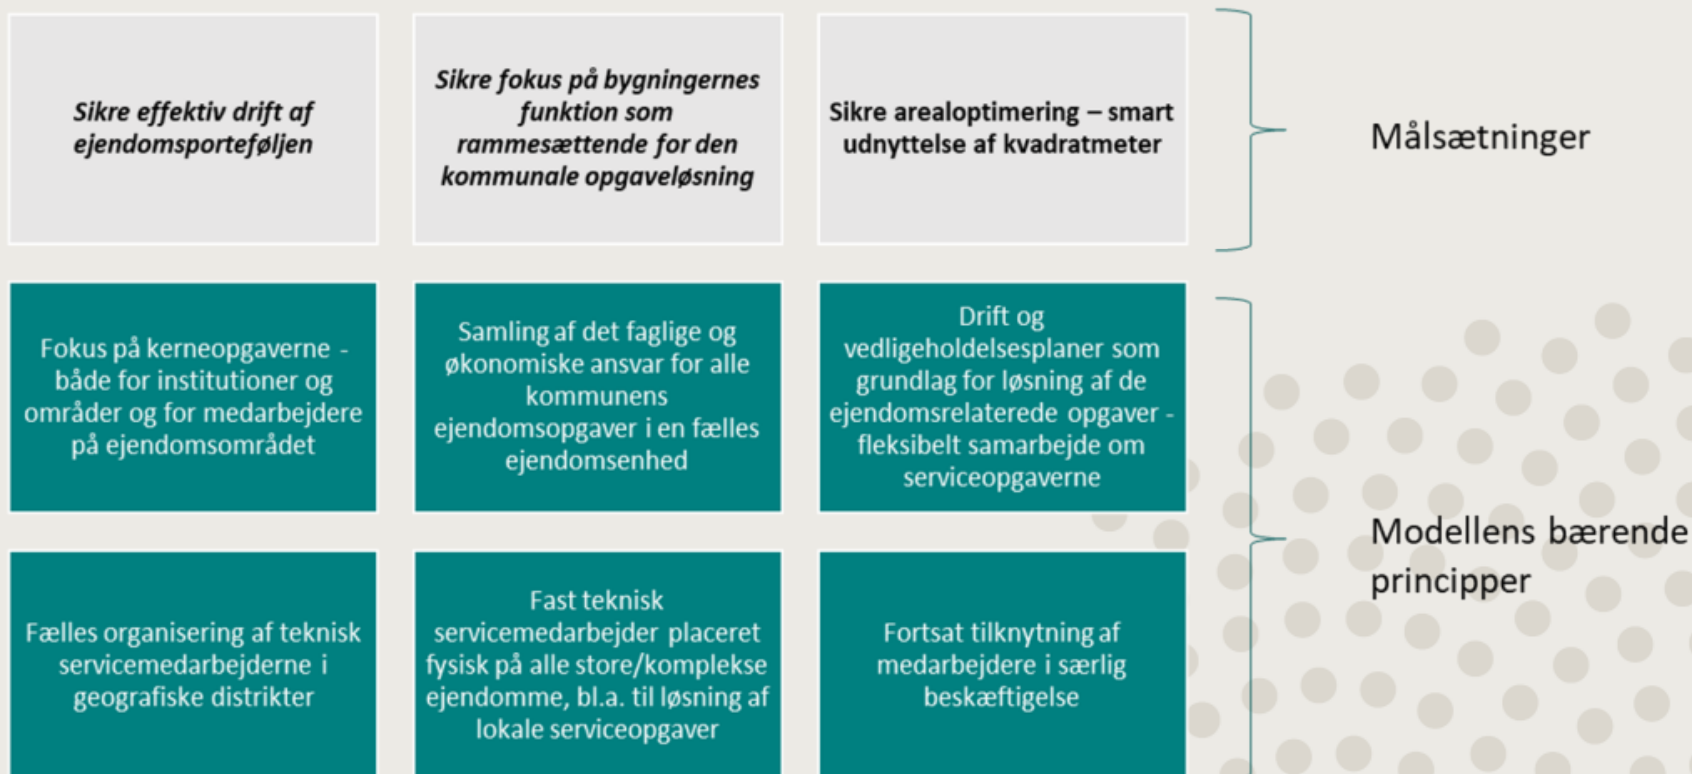 Sikre effektiv drift af
ejendomsporteføljen
Sikre fokus på bygningernes
funktion som
rammesættende for den
kommunale opgaveløsning
Sikre arealoptimering – smart
udnyttelse af kvadratmeter
Målsætninger
Fokus på kerneopgaverne -
både for institutioner og
områder og for medarbejdere
på ejendomsområdet
Samling af det faglige og
økonomiske ansvar for alle
kommunens
ejendomsopgaver i en fælles
ejendomsenhed
Drift og
vedligeholdelsesplaner som
grundlag for løsning af de
ejendomsrelaterede opgaver -
fleksibelt samarbejde om
serviceopgaverne
Modellens bærende
principper
Fælles organisering af teknisk
servicemedarbejderne i
geografiske distrikter
Fast teknisk
servicemedarbejder placeret
fysisk på alle store/komplekse
ejendomme, bl.a. til løsning af
lokale serviceopgaver
Fortsat tilknytning af
medarbejdere i særlig
beskæftigelse